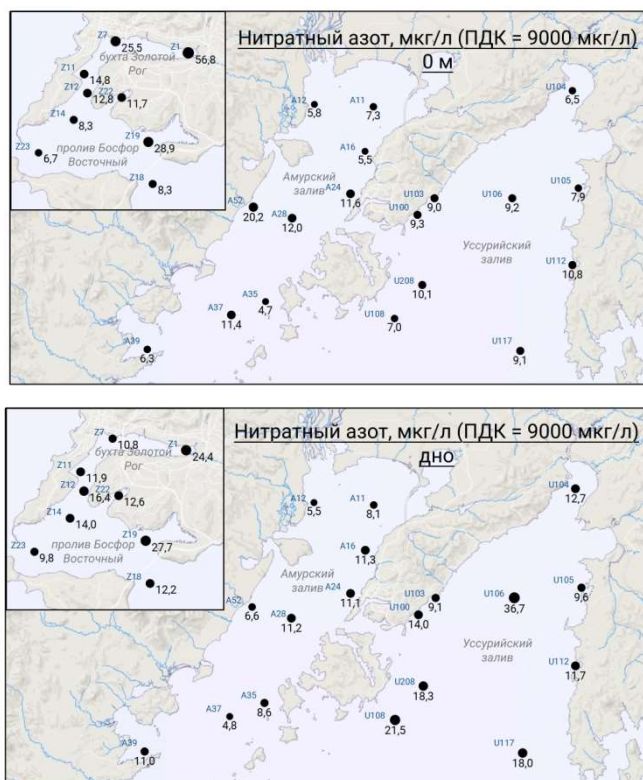 Нитратный азот, мкг/л (ПДК = 9000 мкг/л)
0 м
Z7
25,5
Z1
56,8
бухта Золотой
Рог
Z11
14,8
Z12
12,8
Z22
11,7
Z14
8,3
Z19
28,9
пролив Босфор
Восточный
Z23
6,7
Z18
8,3
A12
5,8
A11
7,3
U104
6,5
A16
5,5
Амурский
залив
A24
11,6
U103
9,0
U106
9,2
U105
7,9
A52
20,2
A28
12,0
U100
9,3
Уссурийский
залив
U112
10,8
U208
10,1
A35
4,7
A37
11,4
U108
7,0
A39
6,3
U117
9,1
Нитратный азот, мкг/л (ПДК = 9000 мкг/л)
дно
Z7
10,8
Z1
24,4
бухта Золотой
Рог
Z11
11,9
Z12
16,4
Z22
12,6
Z14
14,0
Z19
27,7
пролив Босфор
Восточный
Z23
9,8
Z18
12,2
A12
5,5
A11
8,1
U104
12,7
A16
11,3
Амурский
залив
A24
11,1
U103
9,1
U106
36,7
U105
9,6
A52
6,6
A28
11,2
U100
14,0
Уссурийский
залив
U112
11,7
U208
18,3
A35
8,6
A37
4,8
U108
21,5
A39
11,0
U117
18,0